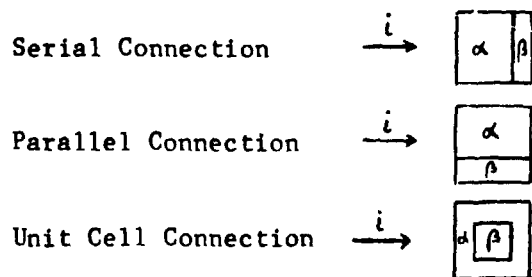 Serial Connection i α β
Parallel Connection i α
β
Unit Cell Connection i α β